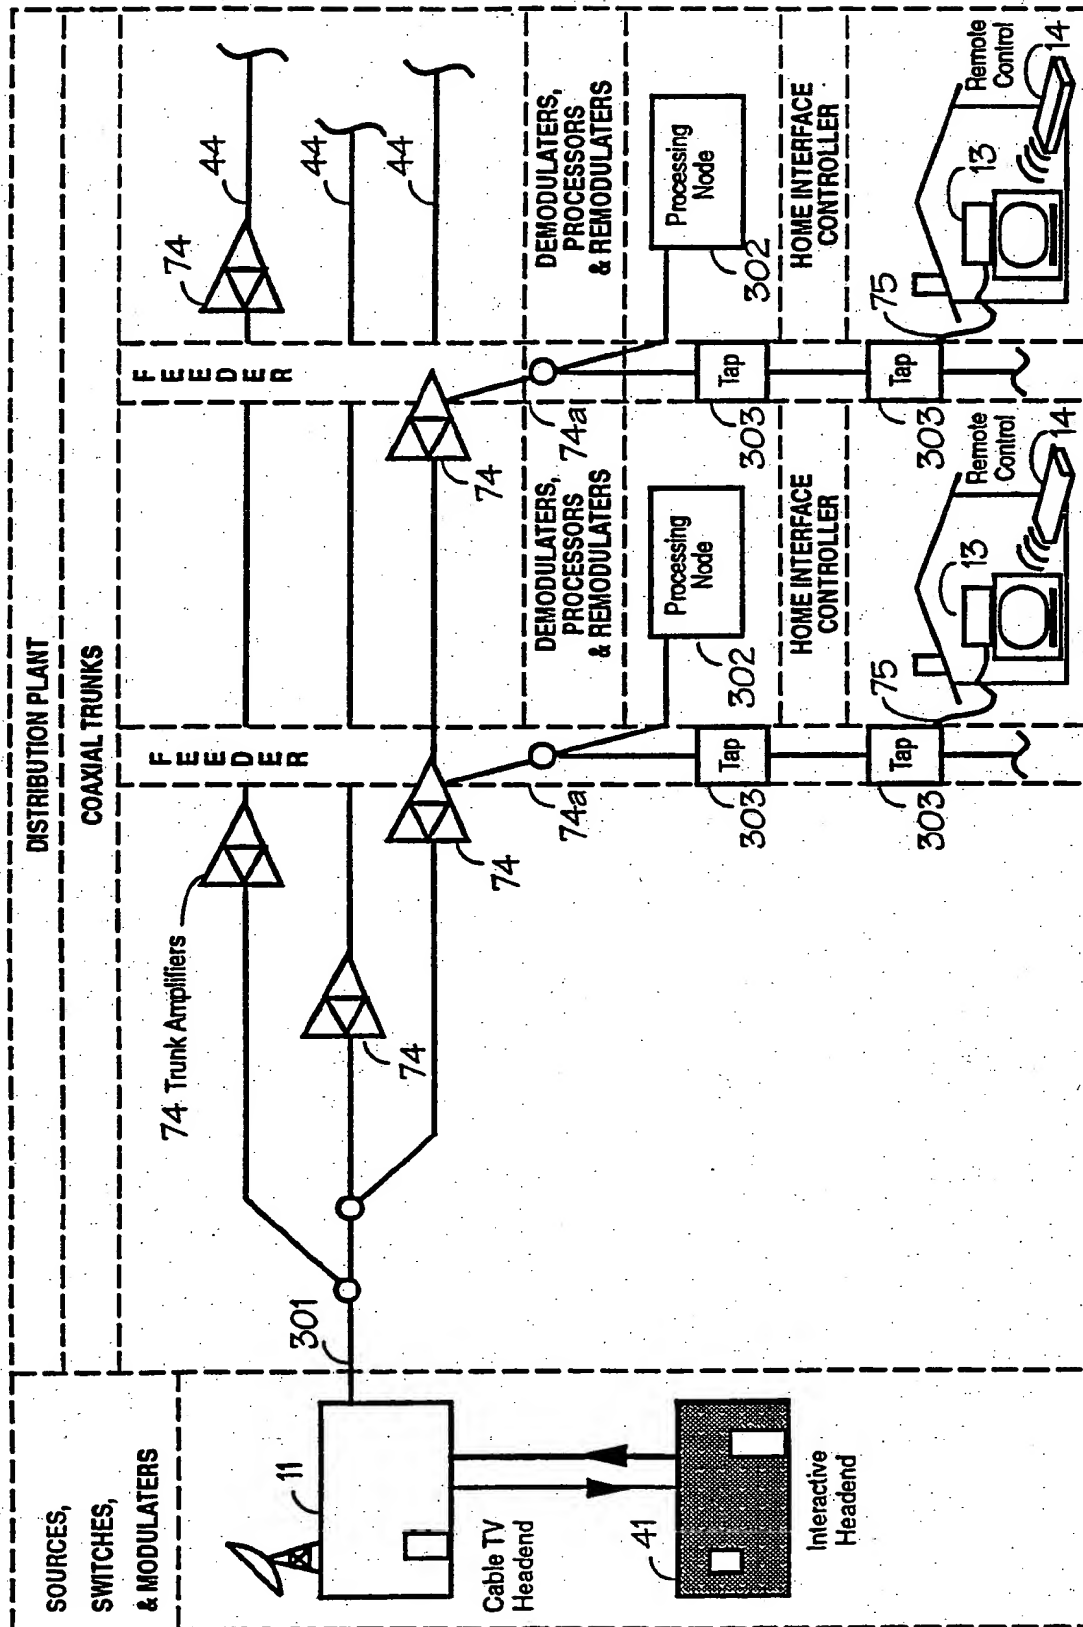 DISTRIBUTION PLANT
COAXIAL TRUNKS
SOURCES,
SWITCHES,
& MODULATERS
11
Cable TV
Headend
41
Interactive
Headend
301
74 Trunk Amplifiers
74
74
74
74
44
44
44
FEEDER
FEEDER
74a
74a
DEMODULATERS,
PROCESSORS
& REMODULATERS
DEMODULATERS,
PROCESSORS
& REMODULATERS
Processing
Node
302
Processing
Node
302
Tap
303
Tap
303
HOME INTERFACE
CONTROLLER
HOME INTERFACE
CONTROLLER
Tap
303
Tap
303
75
13
Remote
Control
14
75
13
Remote
Control
14